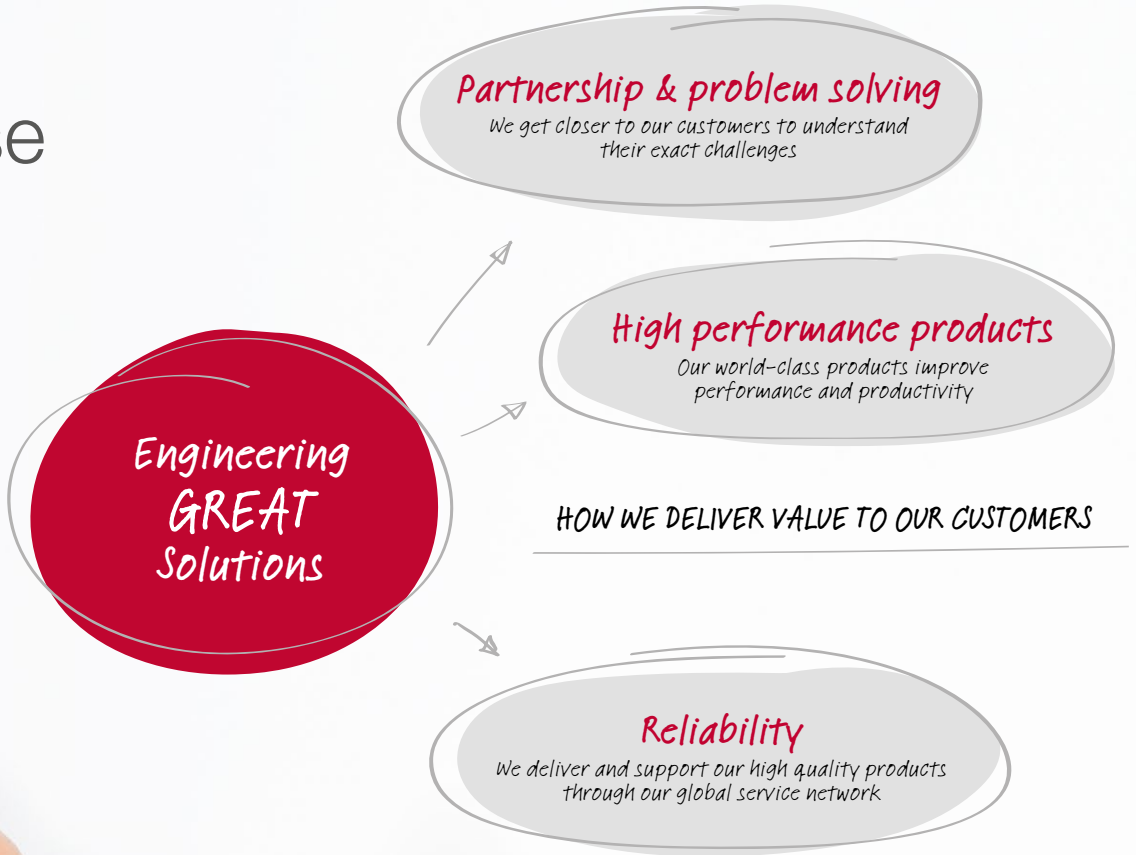 se
Partnership & problem solving
We get closer to our customers to understand
their exact challenges
High performance products
Our world-class products improve
performance and productivity
Engineering
GREAT
Solutions
HOW WE DELIVER VALUE TO OUR CUSTOMERS
Reliability
We deliver and support our high quality products
through our global service network